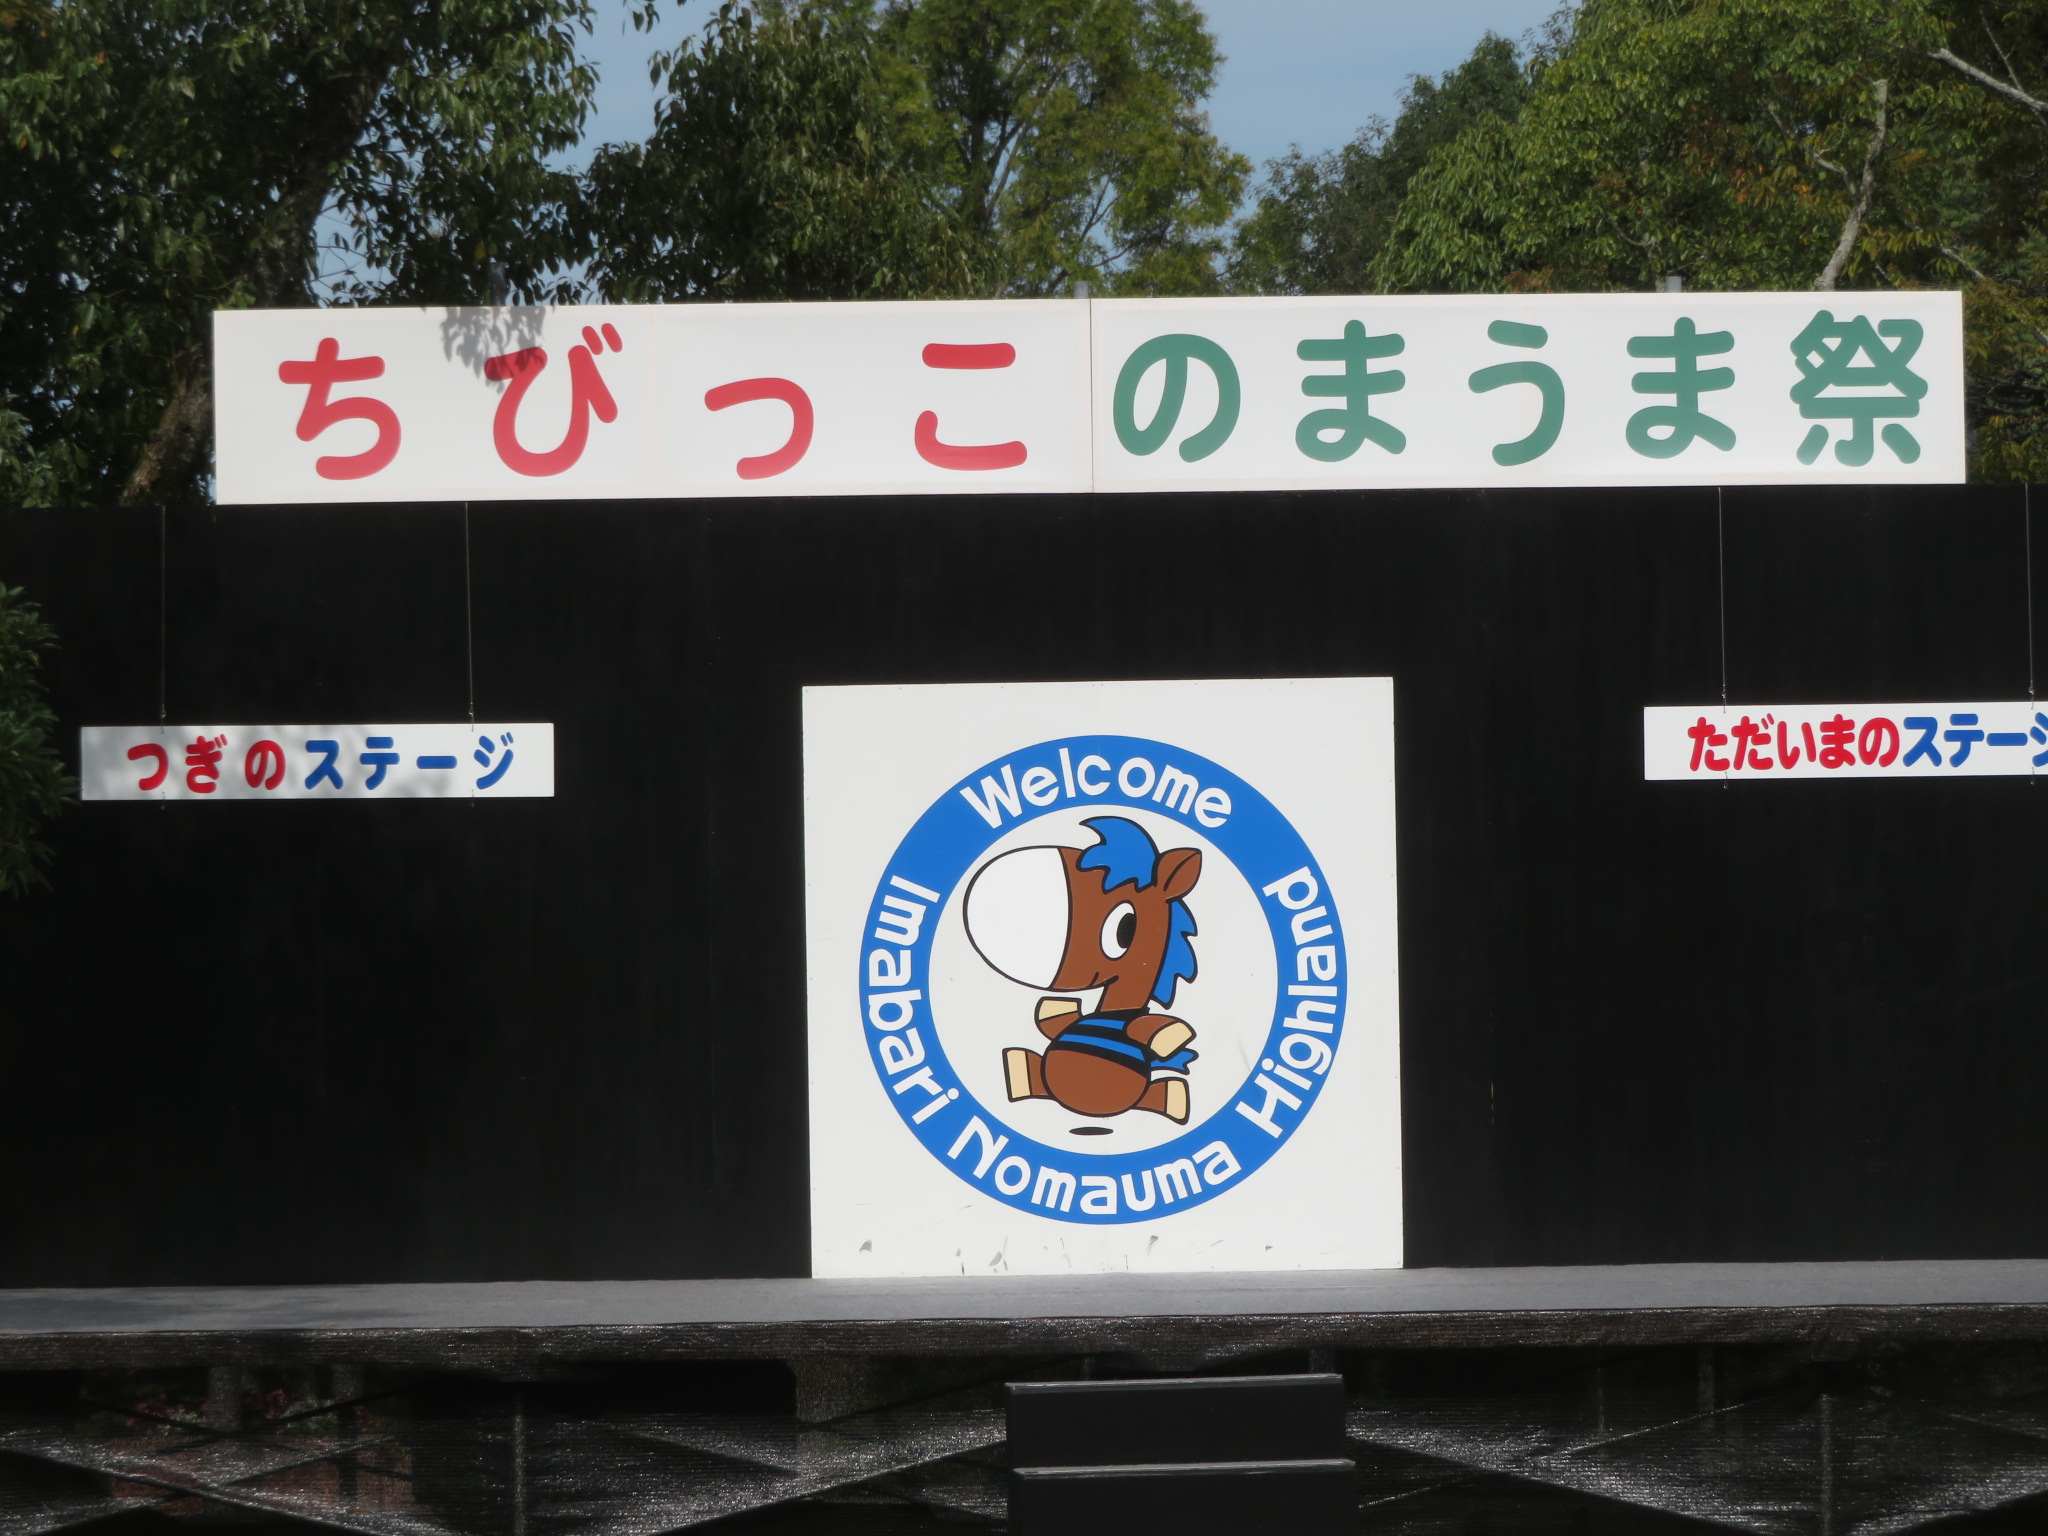 ちびっこのまうま祭
つぎのステージ
ただいまのステージ
Welcome
Imabari Nomauma Highland